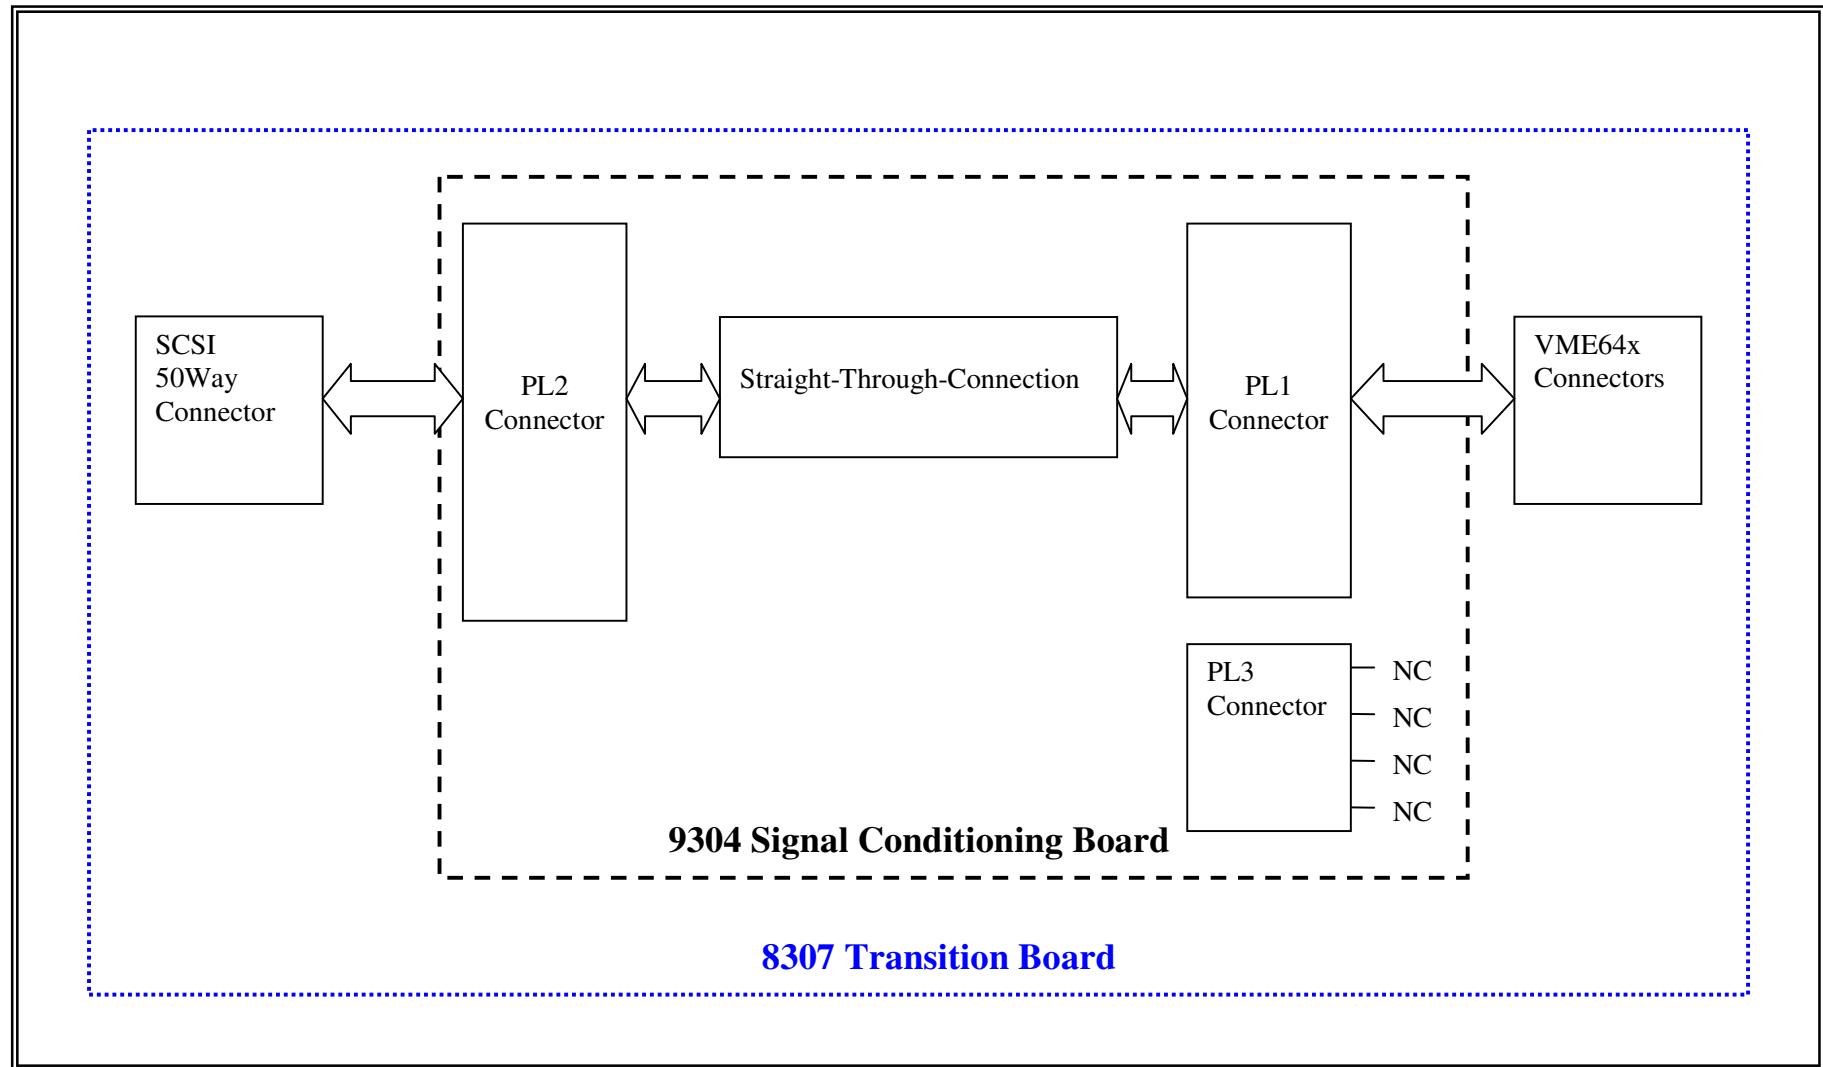 SCSI
50Way
Connector
PL2
Connector
Straight-Through-Connection
PL1
Connector
VME64x
Connectors
PL3
Connector
NC
NC
NC
NC
9304 Signal Conditioning Board
8307 Transition Board